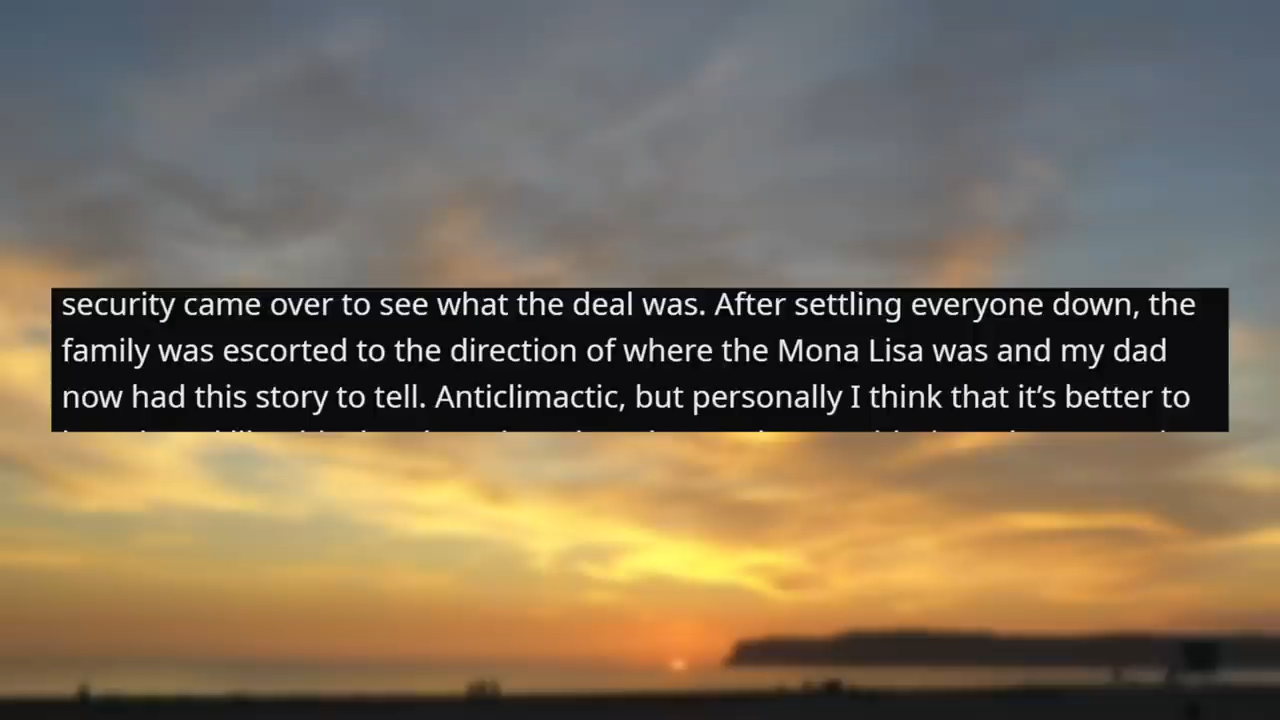 security came over to see what the deal was. After settling everyone down, the
family was escorted to the direction of where the Mona Lisa was and my dad
now had this story to tell. Anticlimactic, but personally I think that it’s better to